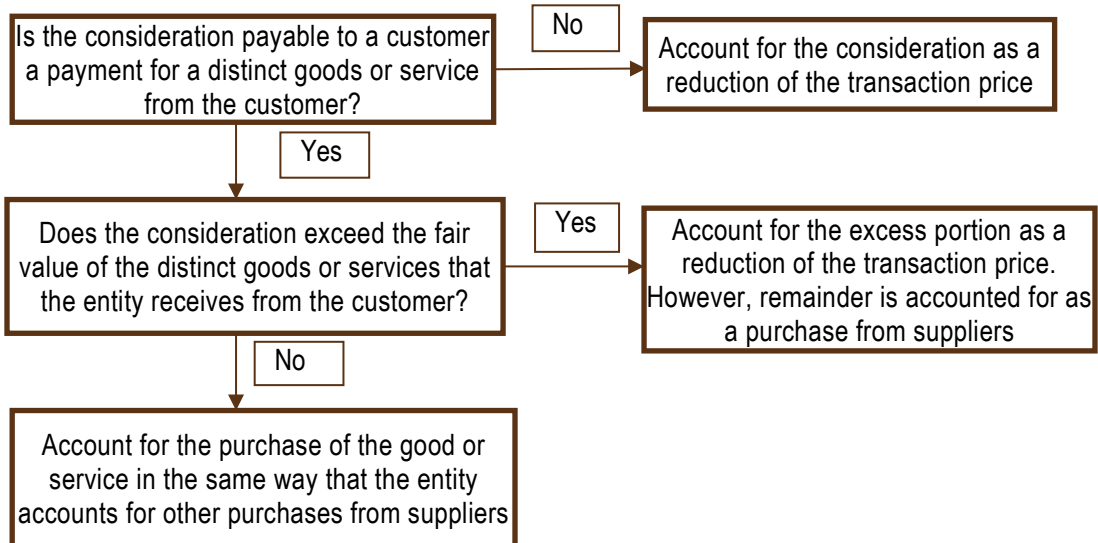 Is the consideration payable to a customer
a payment for a distinct goods or service
from the customer?
No
Account for the consideration as a
reduction of the transaction price
Yes
Does the consideration exceed the fair
value of the distinct goods or services that
the entity receives from the customer?
Yes
Account for the excess portion as a
reduction of the transaction price.
However, remainder is accounted for as
a purchase from suppliers
No
Account for the purchase of the good or
service in the same way that the entity
accounts for other purchases from suppliers